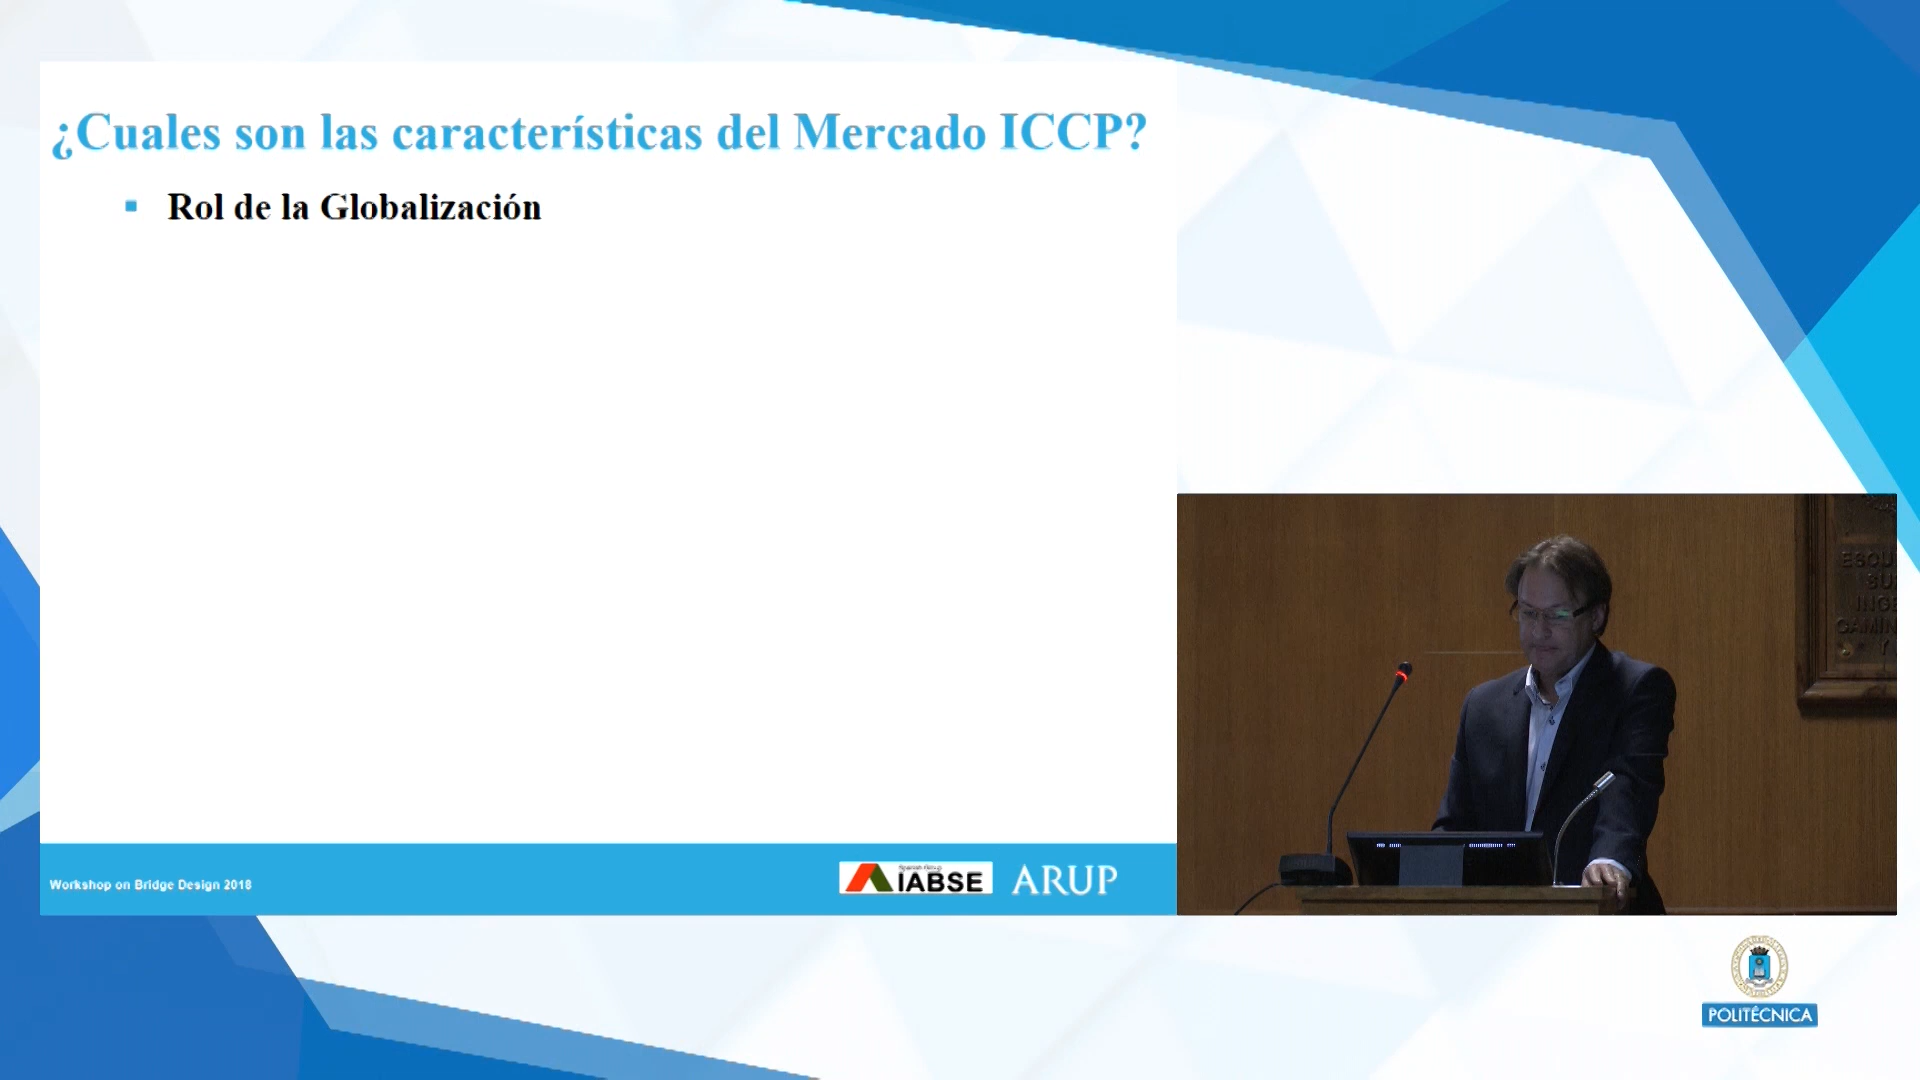 ¿Cuales son las características del Mercado ICCP?
▪ Rol de la Globalización
Workshop on Bridge Design 2018
IABSE
ARUP
POLITÉCNICA